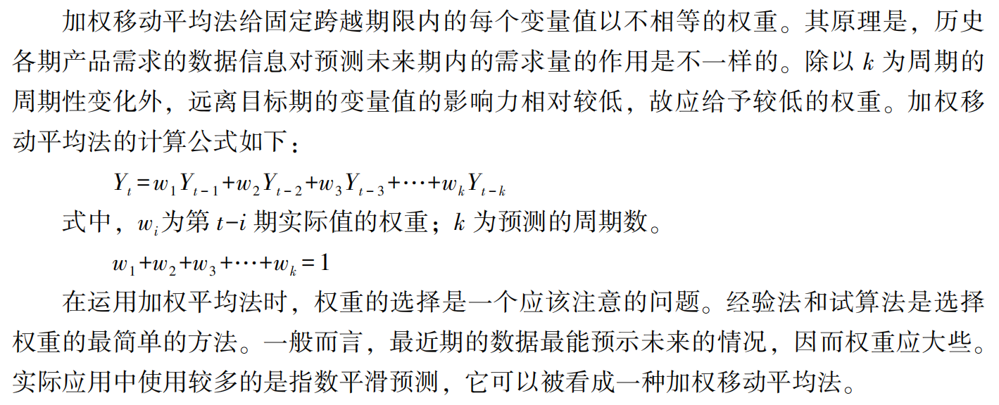 加权移动平均法给固定跨越期限内的每个变量值以不相等的权重。其原理是，历史
各期产品需求的数据信息对预测未来期内的需求量的作用是不一样的。除以 k 为周期的
周期性变化外，远离目标期的变量值的影响力相对较低，故应给予较低的权重。加权移
动平均法的计算公式如下：
Y_t=w_1Y_{t-1}+w_2Y_{t-2}+w_3Y_{t-3}+⋯+w_kY_{t-k}
式中，w_i为第 t-i 期实际值的权重；k 为预测的周期数。
w_1+w_2+w_3+⋯+w_k=1
在运用加权平均法时，权重的选择是一个应该注意的问题。经验法和试算法是选择
权重的最简单的方法。一般而言，最近期的数据最能预示未来的情况，因而权重应大些。
实际应用中使用较多的是指数平滑预测，它可以被看成一种加权移动平均法。